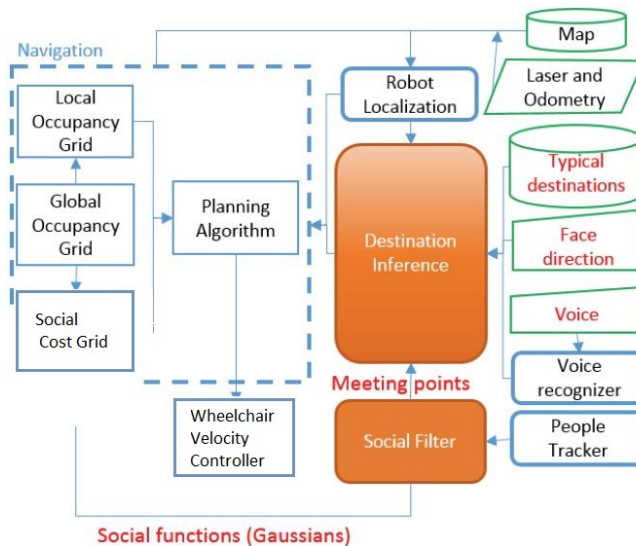 Navigation
Map
Local
Occupancy
Grid
Robot
Localization
Laser and
Odometry
Typical
destinations
Global
Occupancy
Grid
Planning
Algorithm
Destination
Inference
Face
direction
Social
Cost Grid
Voice
Meeting points
Voice
recognizer
Wheelchair
Velocity
Controller
Social Filter
People
Tracker
Social functions (Gaussians)